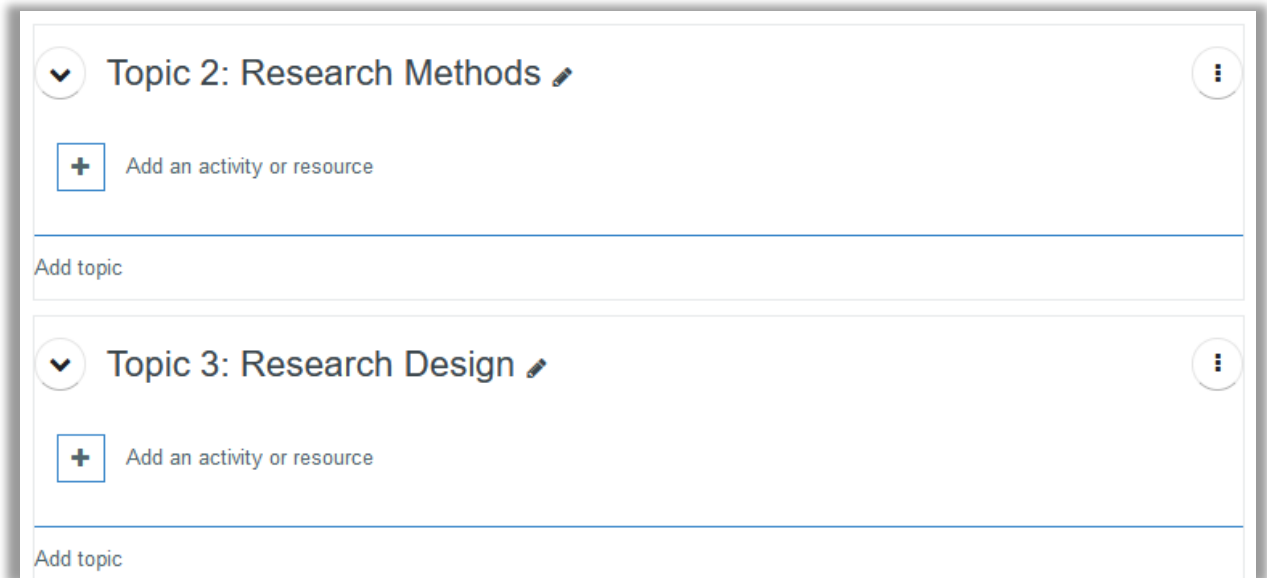 Topic 2: Research Methods
Add an activity or resource
Add topic
Topic 3: Research Design
Add an activity or resource
Add topic